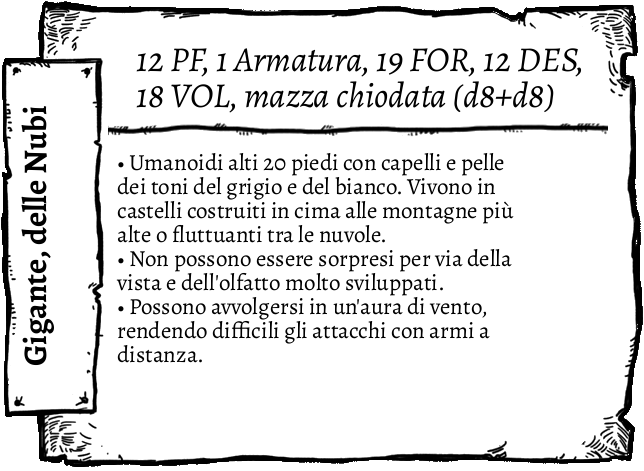 Gigante, delle Nubi
12 PF, 1 Armatura, 19 FOR, 12 DES,
18 VOL, mazza chiodata (d8+d8)
• Umanoidi alti 20 piedi con capelli e pelle
dei toni del grigio e del bianco. Vivono in
castelli costruiti in cima alle montagne più
alte o fluttuanti tra le nuvole.
• Non possono essere sorpresi per via della
vista e dell'olfatto molto sviluppati.
• Possono avvolgersi in un'aura di vento,
rendendo difficili gli attacchi con armi a
distanza.